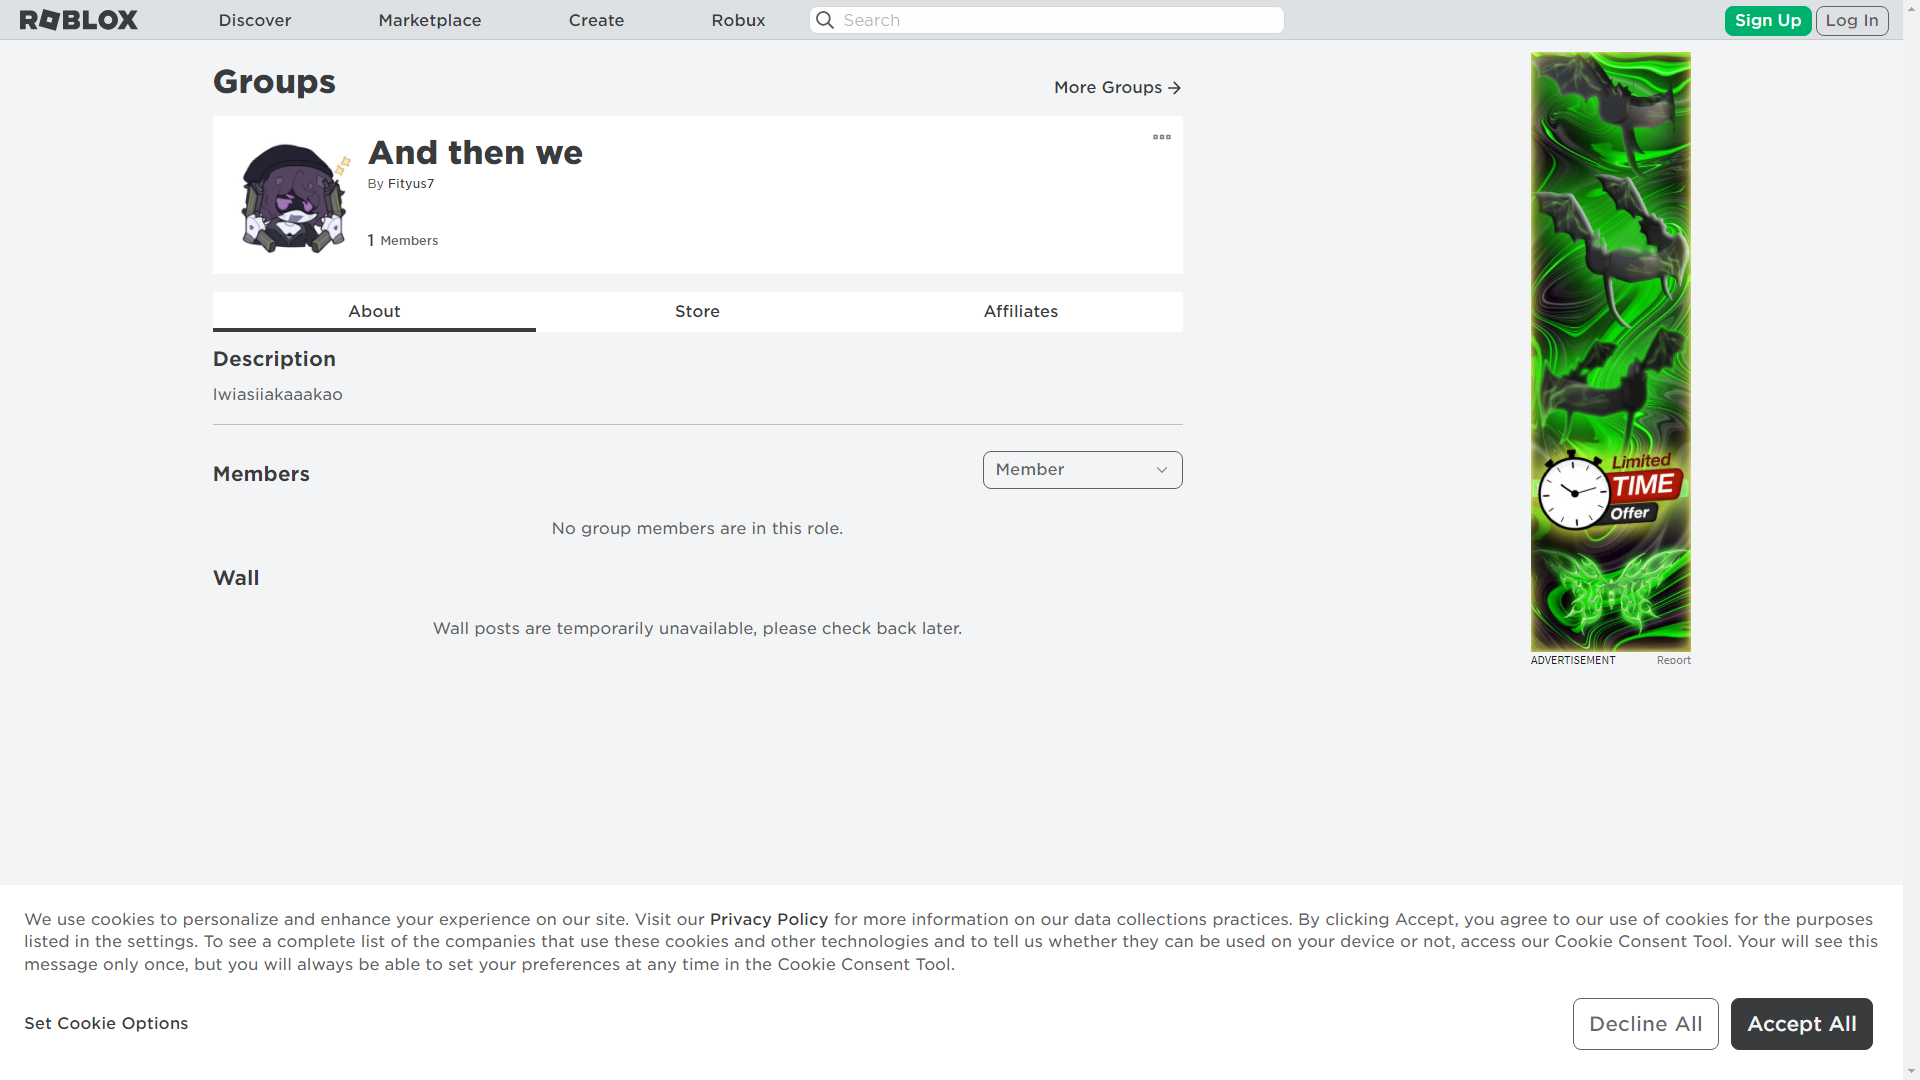 ROBLOX Discover Marketplace Create Robux Search Sign Up Log In
Groups
More Groups
And then we
By Fityus7
1 Members
About Store Affiliates
Description
Iwiasiiakaaakao
Members
Member
No group members are in this role.
Wall
Wall posts are temporarily unavailable, please check back later.
Limited
TIME
Offer
ADVERTISEMENT Report
We use cookies to personalize and enhance your experience on our site. Visit our Privacy Policy for more information on our data collections practices. By clicking Accept, you agree to our use of cookies for the purposes
listed in the settings. To see a complete list of the companies that use these cookies and other technologies and to tell us whether they can be used on your device or not, access our Cookie Consent Tool. Your will see this
message only once, but you will always be able to set your preferences at any time in the Cookie Consent Tool.
Set Cookie Options
Decline All
Accept All